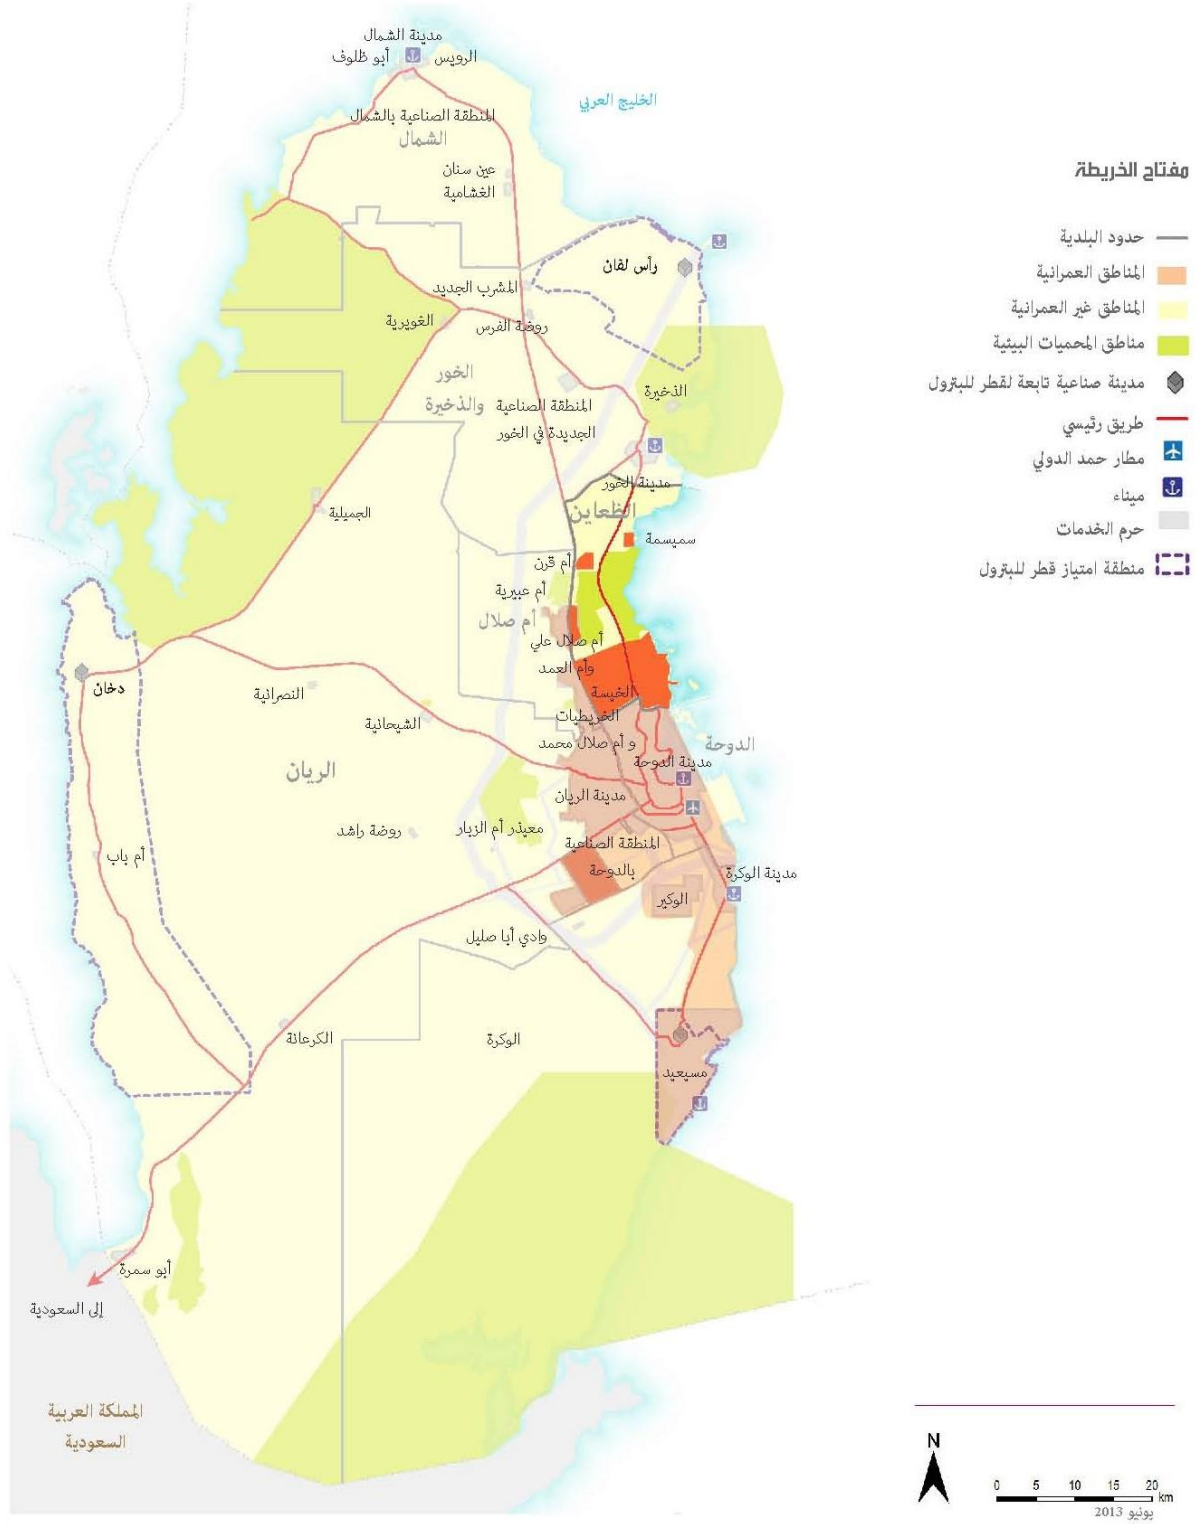 مدينة الشمال
أبو ظلوف
الرويس
الخليج العربي
المنطقة الصناعية بالشمال
الشمال
عين سنان
الغشامية
رأس لفان
المشرب الجديد
الغويرية
روضة الفرس
الخور
والذخيرة
الذخيرة
المنطقة الصناعية
الجديدة في الخور
مدينة الخور
الظعاين
الجميلية
سميسمة
أم قرن
أم عبيرية
أم صلال
أم صلال علي
وأم العمد
دخان
النصرانية
الخيسة
الشيحانية
الخريطيات
و أم صلال محمد
الدوحة
مدينة الدوحة
الريان
مدينة الريان
روضة راشد
معيذر أم الزبار
المنطقة الصناعية
بالدوحة
أم باب
مدينة الوكرة
الوكير
وادي أبا صليل
الكرعانة
الوكرة
مسيعيد
أبو سمرة
إلى السعودية
المملكة العربية
السعودية
مفتاح الخريطة
حدود البلدية
المناطق العمرانية
المناطق غير العمرانية
مناطق المحميات البيئية
مدينة صناعية تابعة لقطر للبترول
طريق رئيسي
مطار حمد الدولي
ميناء
حرم الخدمات
منطقة امتياز قطر للبترول
N
0 5 10 15 20 km
يونيو 2013